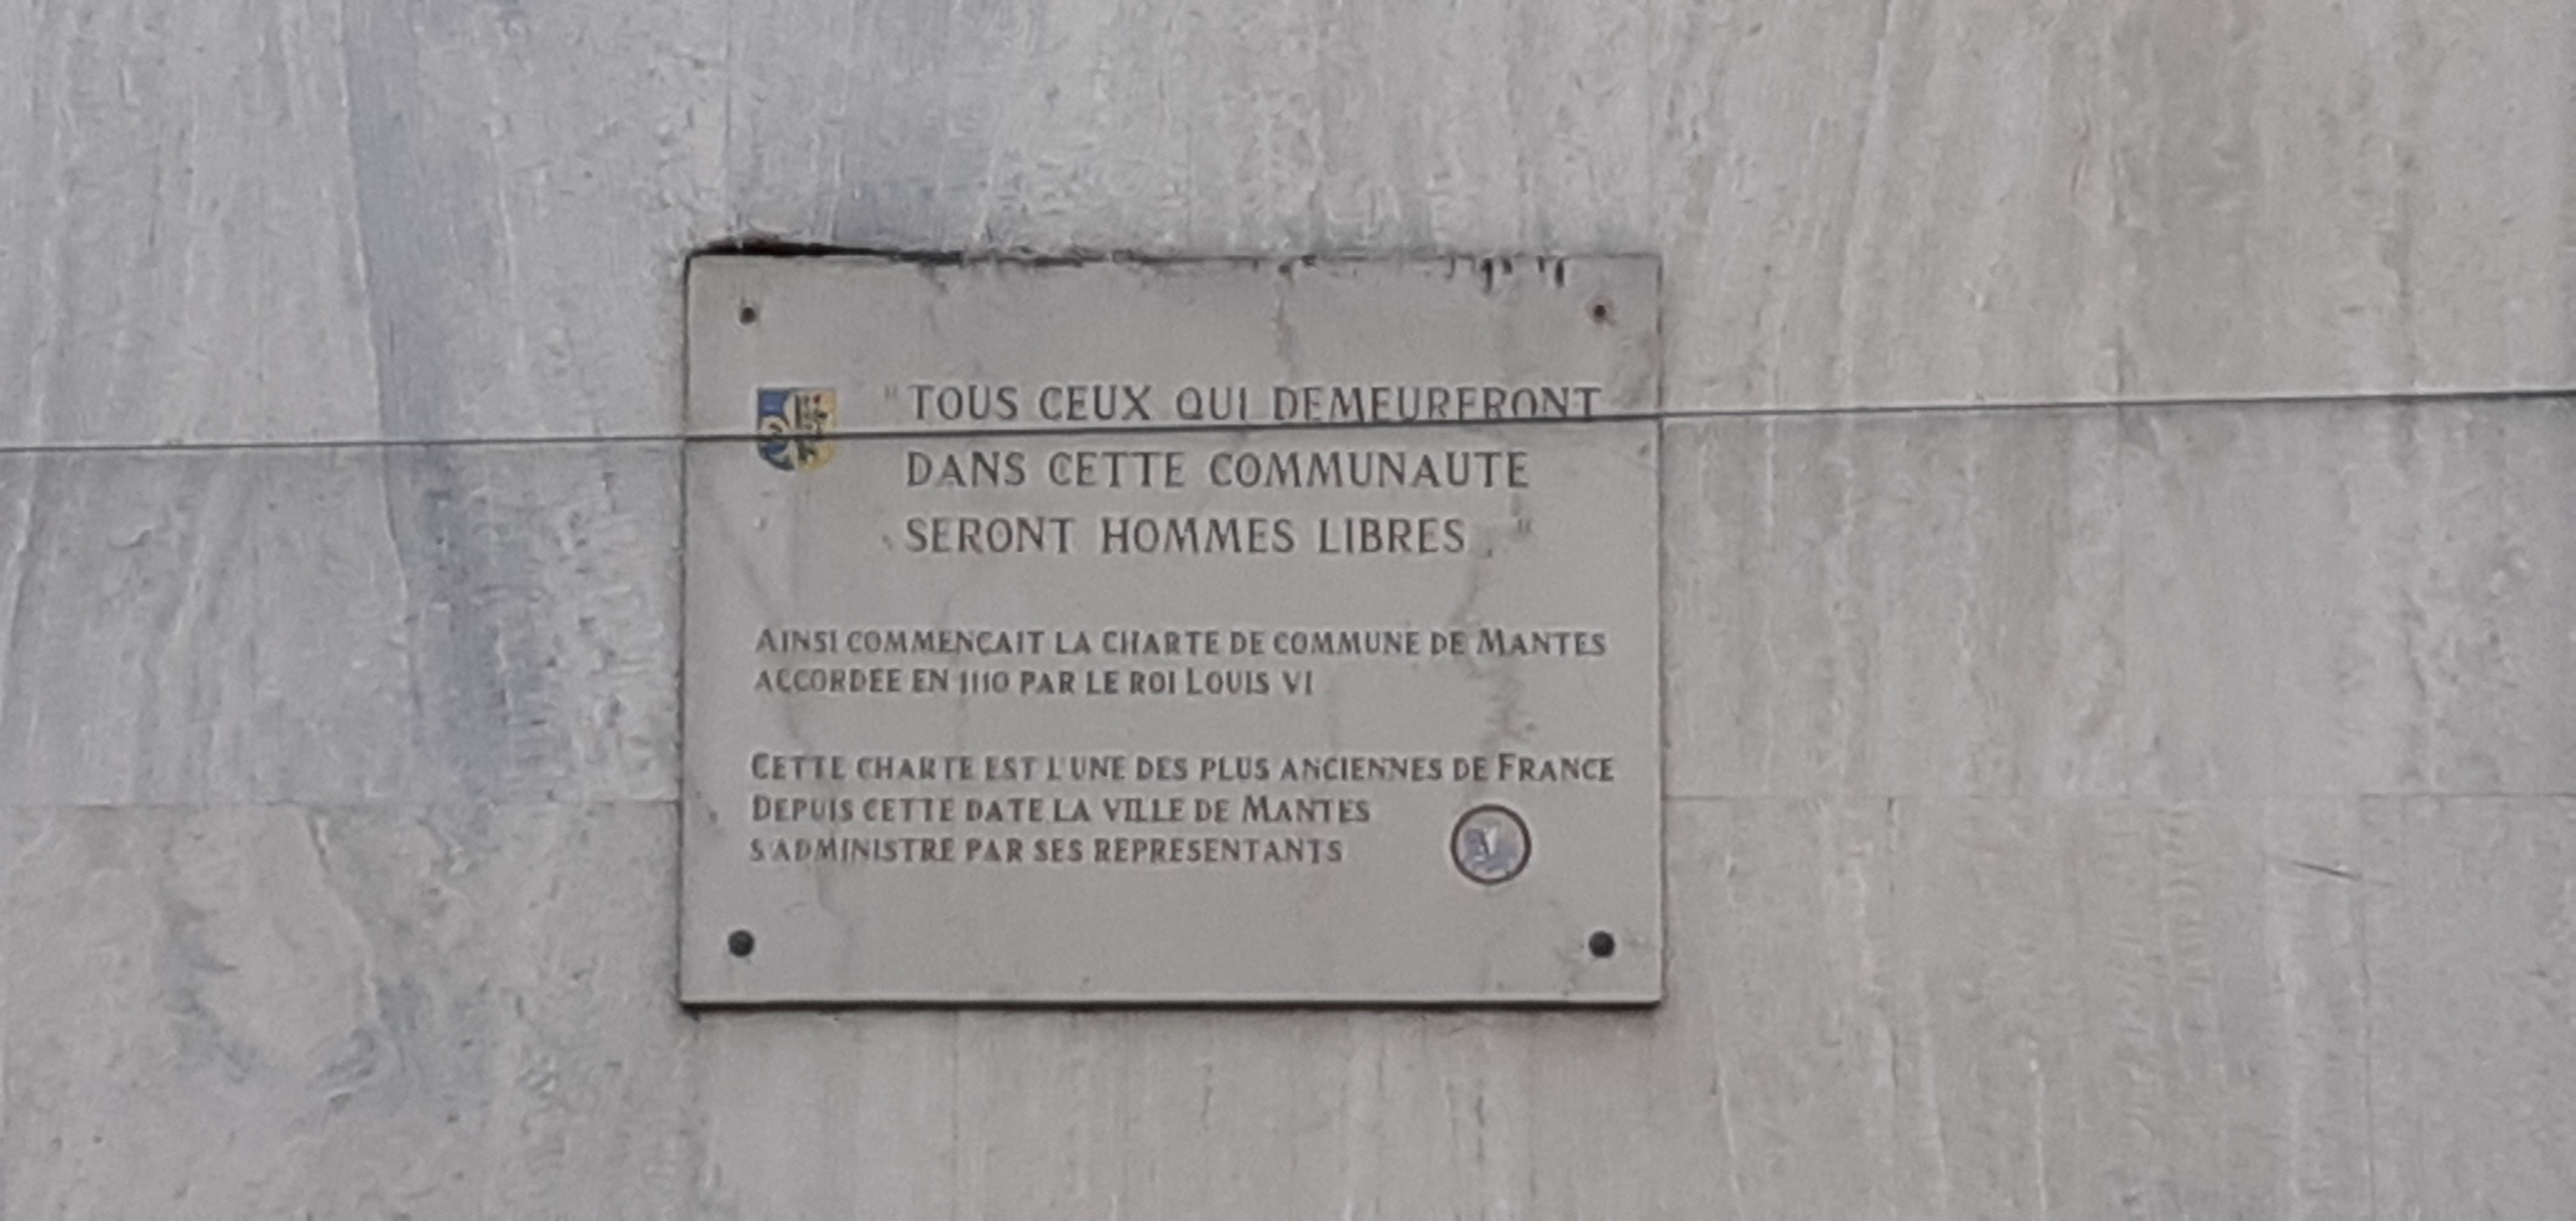 "TOUS CEUX QUI DEMEURERONT
DANS CETTE COMMUNAUTE
SERONT HOMMES LIBRES."
AINSI COMMENÇAIT LA CHARTE DE COMMUNE DE MANTES
ACCORDEE EN 1110 PAR LE ROI LOUIS VI
CETTE CHARTE EST L'UNE DES PLUS ANCIENNES DE FRANCE
DEPUIS CETTE DATE LA VILLE DE MANTES
S'ADMINISTRE PAR SES REPRESENTANTS